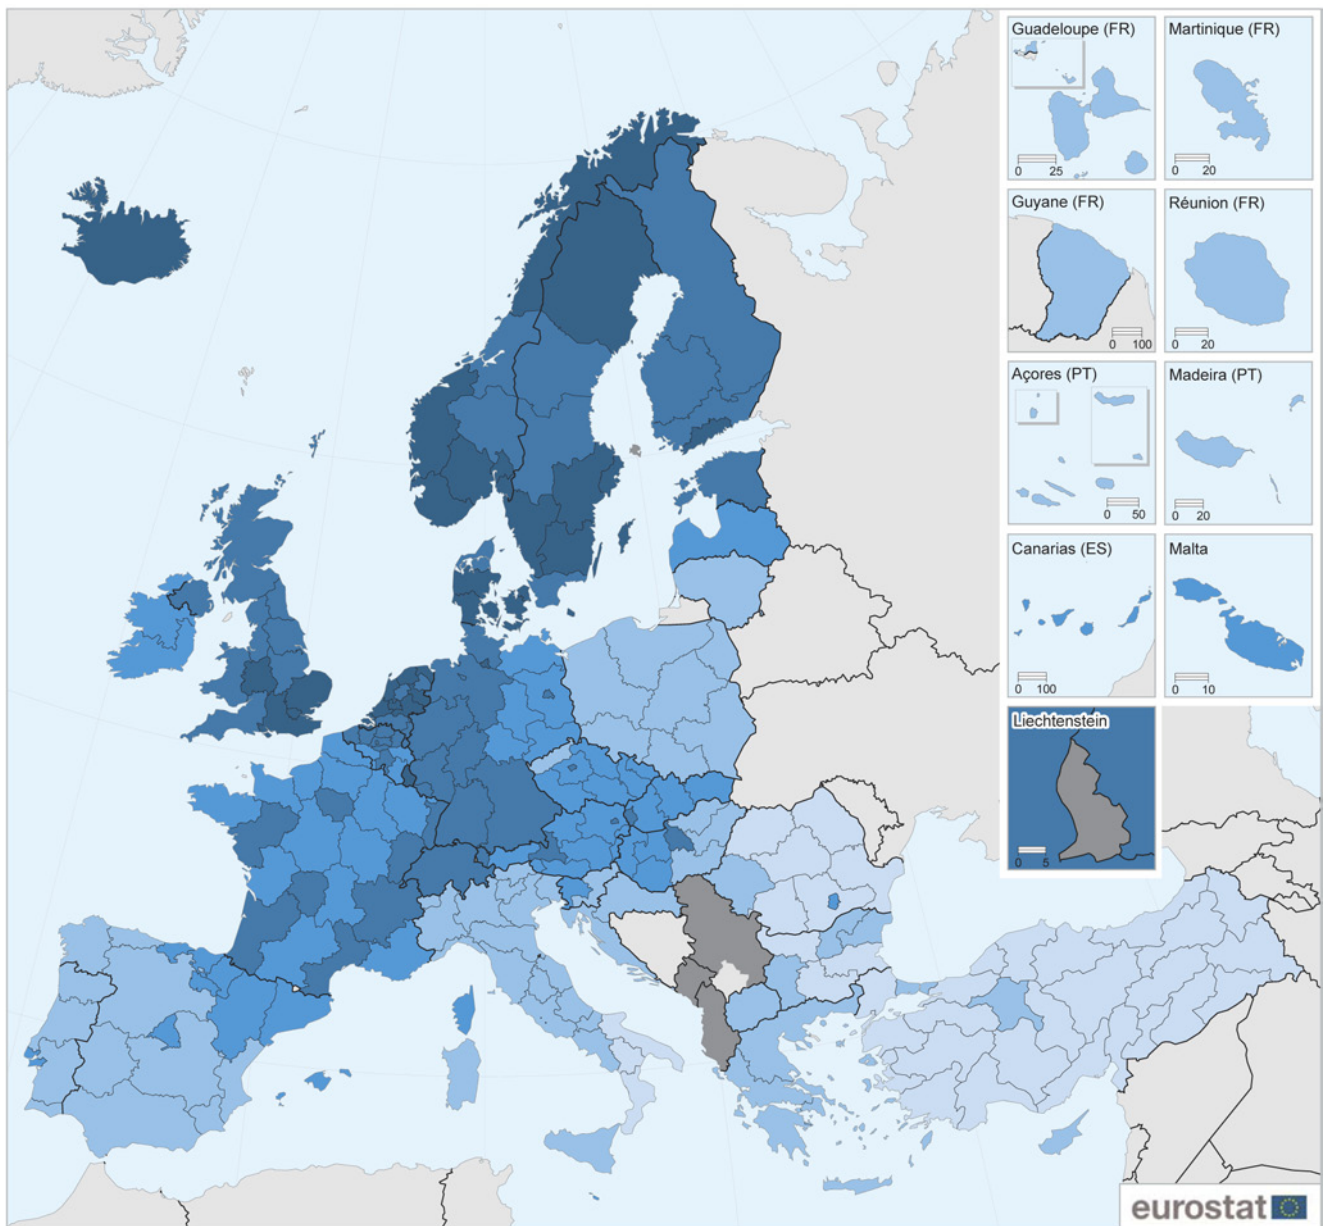 Guadeloupe (FR)
0 25
Martinique (FR)
0 20
Guyane (FR)
0 100
Réunion (FR)
0 20
Açores (PT)
0 50
Madeira (PT)
0 20
Canarias (ES)
0 100
Malta
0 10
Liechtenstein
0 5
eurostat